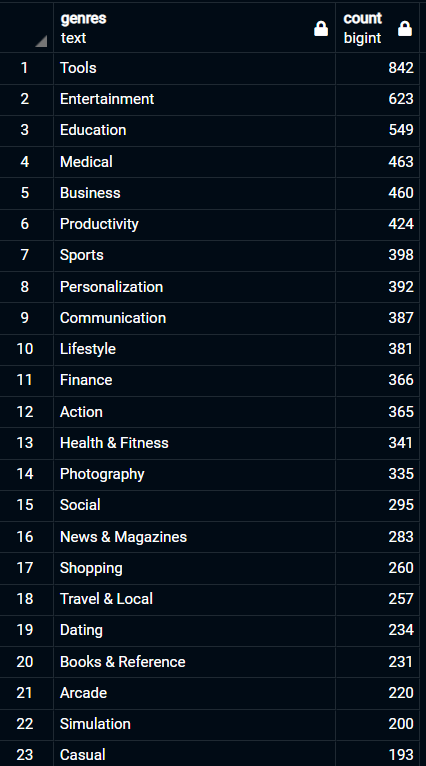 genres count
text bigint
1 Tools 842
2 Entertainment 623
3 Education 549
4 Medical 463
5 Business 460
6 Productivity 424
7 Sports 398
8 Personalization 392
9 Communication 387
10 Lifestyle 381
11 Finance 366
12 Action 365
13 Health & Fitness 341
14 Photography 335
15 Social 295
16 News & Magazines 283
17 Shopping 260
18 Travel & Local 257
19 Dating 234
20 Books & Reference 231
21 Arcade 220
22 Simulation 200
23 Casual 193